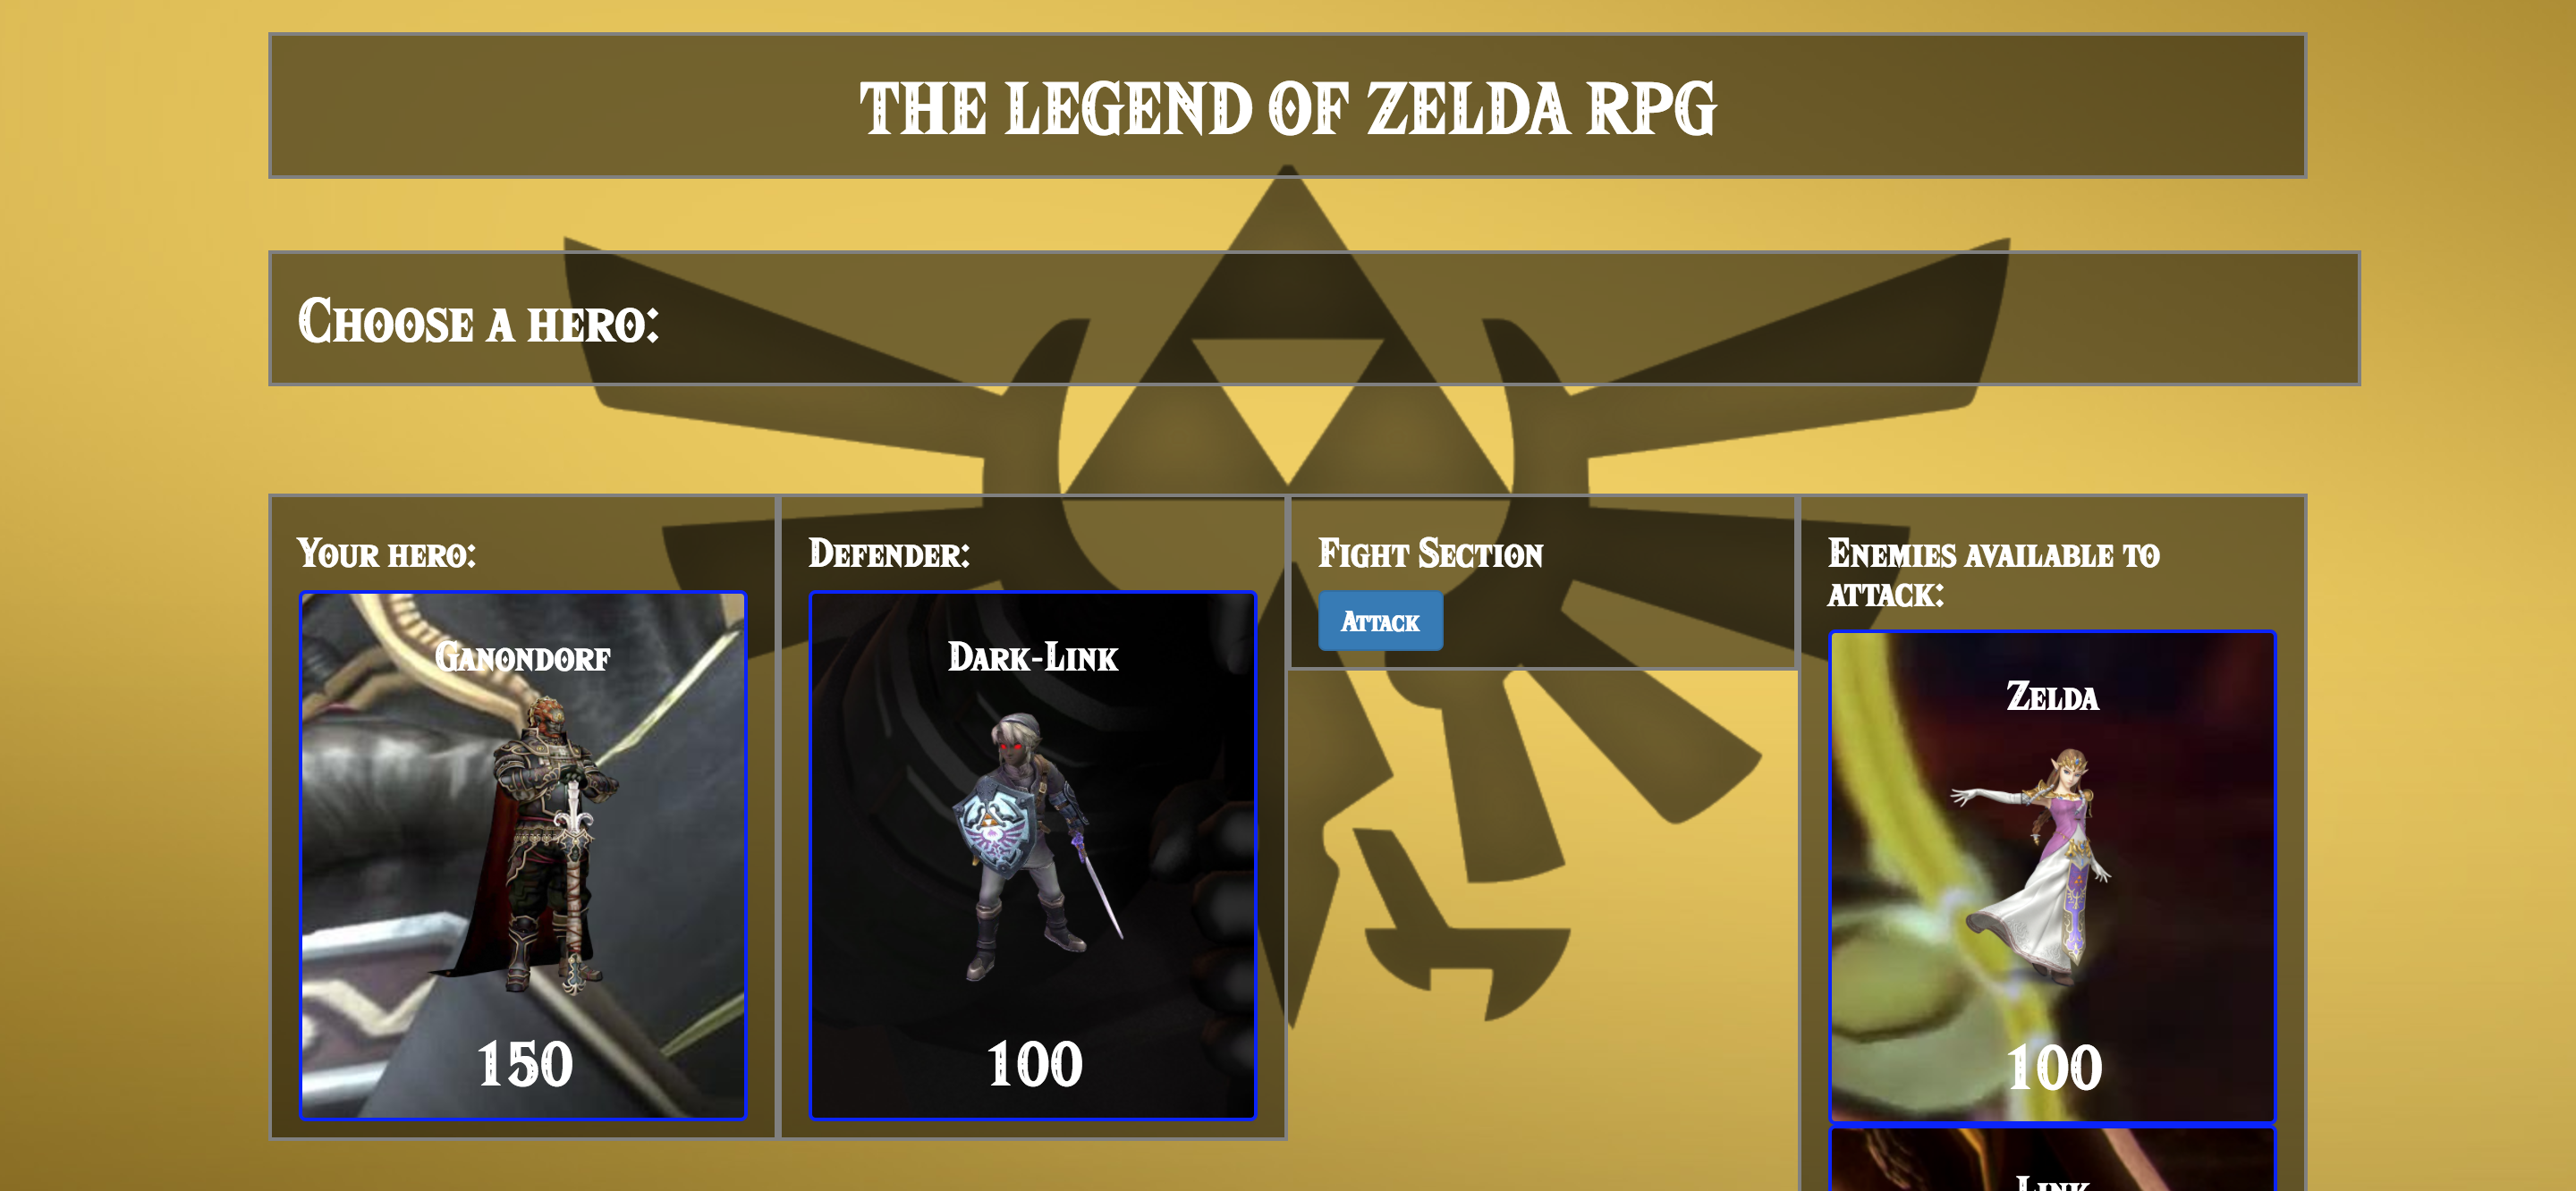 THE LEGEND OF ZELDA RPG
Choose a hero:
Your hero:
Ganondorf
150
Defender:
Dark-Link
100
Fight Section
Attack
Enemies available to
attack:
Zelda
100
Link